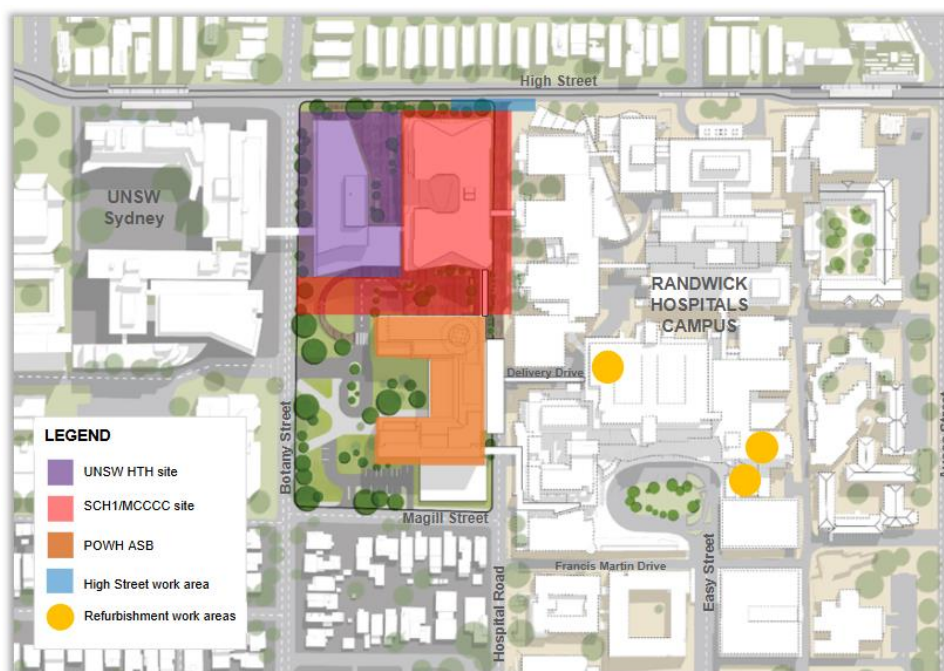 High Street
UNSW
Sydney
RANDWICK
HOSPITALS
CAMPUS
Delivery Drive
Botany Street
LEGEND
UNSW HTH site
SCH1/MCCCC site
POWH ASB
High Street work area
Refurbishment work areas
Magill Street
Hospital Road
Francis Martin Drive
Easy Street